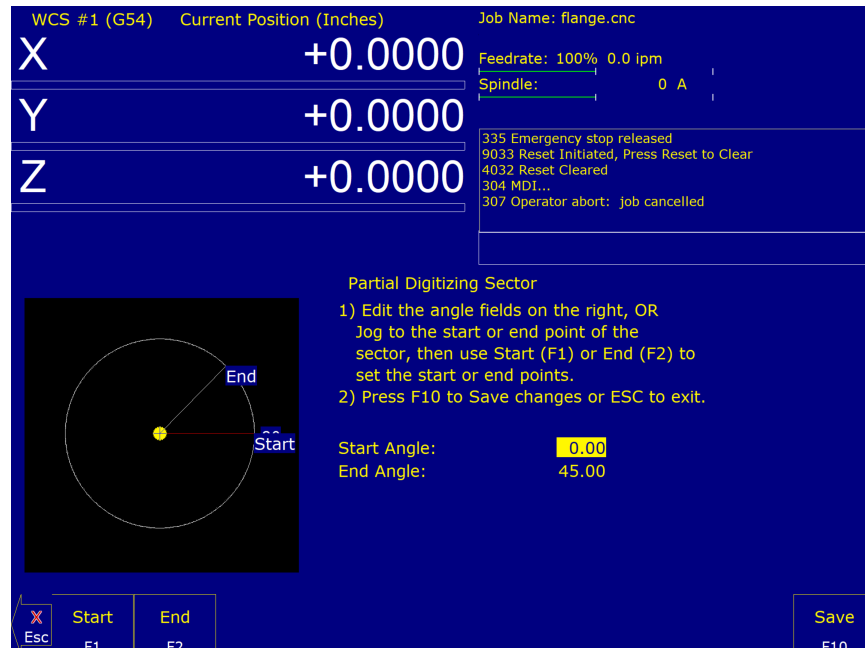 WCS #1 (G54) Current Position (Inches)
X +0.0000
Y +0.0000
Z +0.0000
Job Name: flange.cnc
Feedrate: 100% 0.0 ipm
Spindle: 0 A
335 Emergency stop released
9033 Reset Initiated, Press Reset to Clear
4032 Reset Cleared
304 MDI...
307 Operator abort: job cancelled
Partial Digitizing Sector
1) Edit the angle fields on the right, OR
Jog to the start or end point of the
sector, then use Start (F1) or End (F2) to
set the start or end points.
2) Press F10 to Save changes or ESC to exit.
End
Start
Start Angle: 0.00
End Angle: 45.00
X
Esc
Start
F1
End
F2
Save
F10